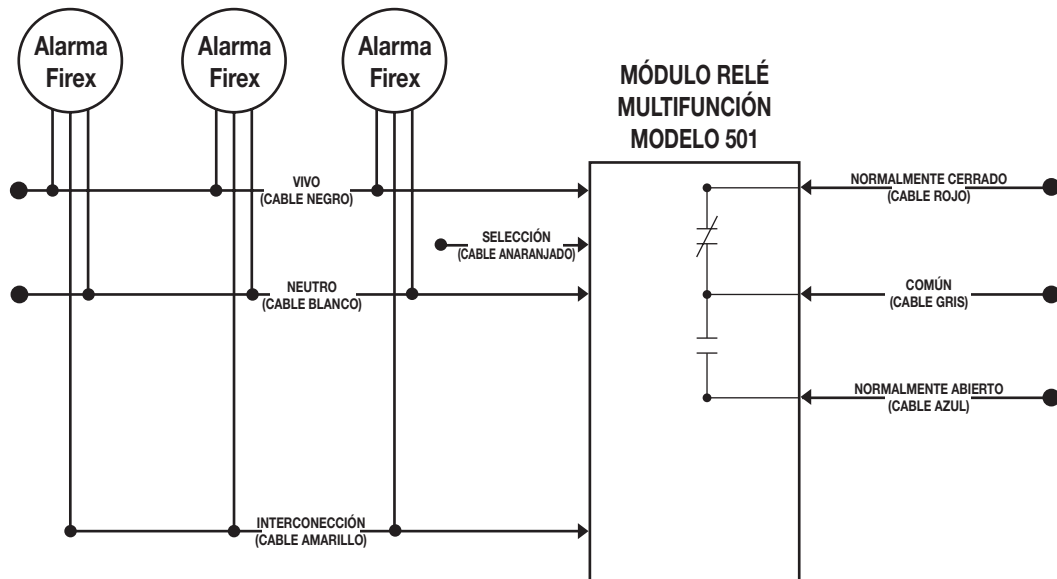 Alarma
Firex
Alarma
Firex
Alarma
Firex
MÓDULO RELÉ
MULTIFUNCIÓN
MODELO 501
VIVO
(CABLE NEGRO)
NORMALMENTE CERRADO
(CABLE ROJO)
SELECCIÓN
(CABLE ANARANJADO)
NEUTRO
(CABLE BLANCO)
COMÚN
(CABLE GRIS)
NORMALMENTE ABIERTO
(CABLE AZUL)
INTERCONECCIÓN
(CABLE AMARILLO)